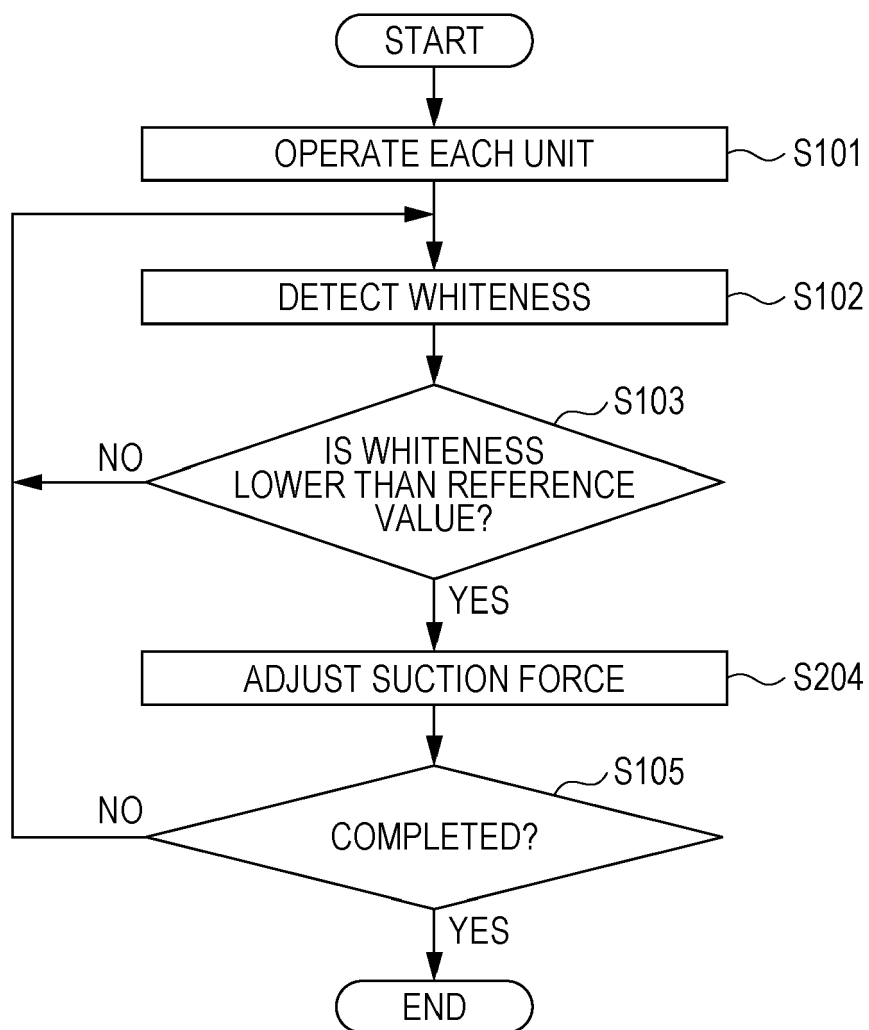 START
OPERATE EACH UNIT
S101
DETECT WHITENESS
S102
S103
NO
IS WHITENESS
LOWER THAN REFERENCE
VALUE?
YES
ADJUST SUCTION FORCE
S204
S105
NO
COMPLETED?
YES
END